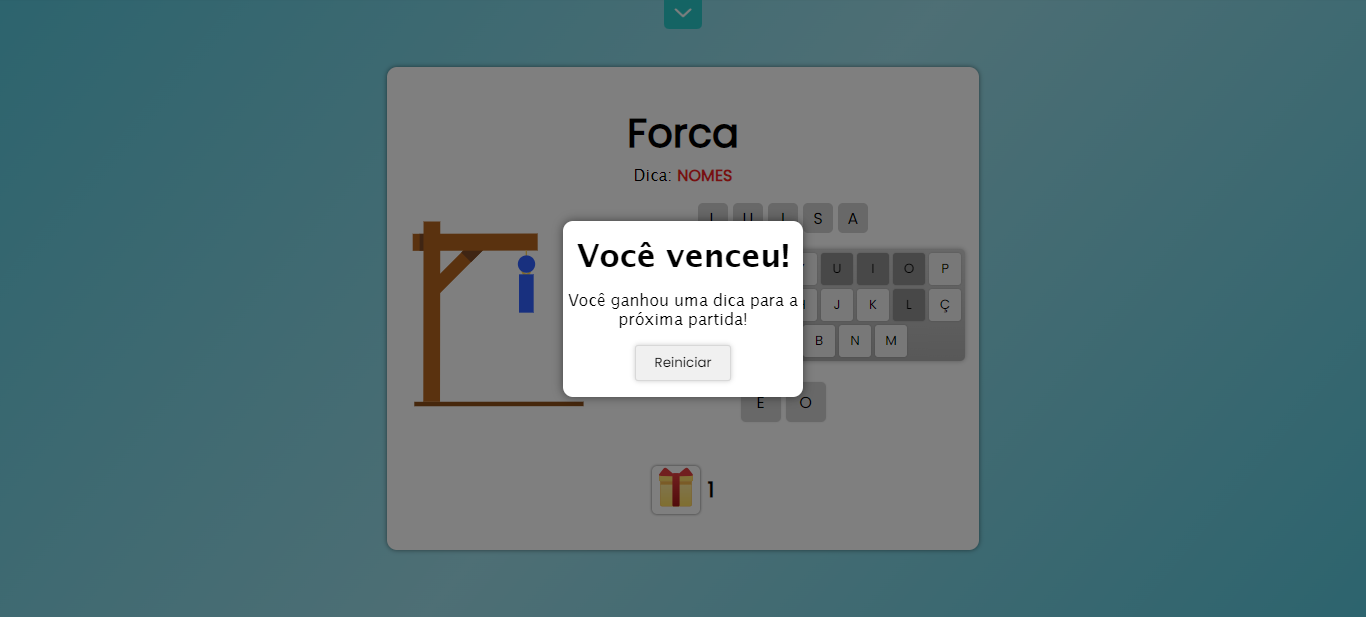 Forca
Dica: NOMES
L U I S A
Você venceu!
U I O P
Você ganhou uma dica para a
J K L Ç
próxima partida!
B N M
Reiniciar
E O
1